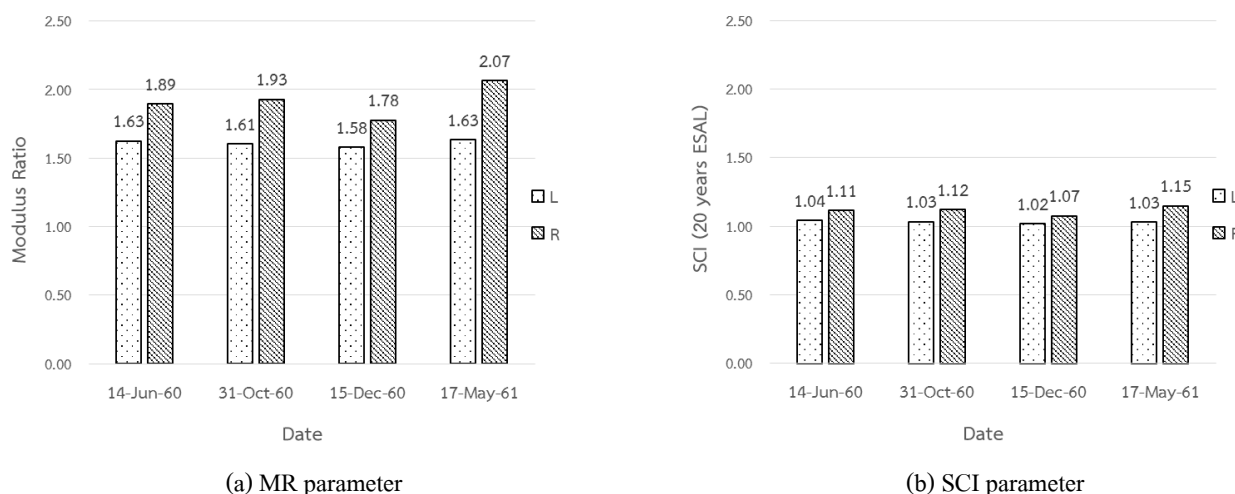 2.50
2.00
1.50
1.00
0.50
0.00
Modulus Ratio
1.63
1.89
1.61
1.93
1.58
1.78
1.63
2.07
14-Jun-60
31-Oct-60
15-Dec-60
17-May-61
Date
L
R
(a) MR parameter
2.50
2.00
1.50
1.00
0.50
0.00
SCI (20 years ESAL)
1.04
1.11
1.03
1.12
1.02
1.07
1.03
1.15
14-Jun-60
31-Oct-60
15-Dec-60
17-May-61
Date
(b) SCI parameter